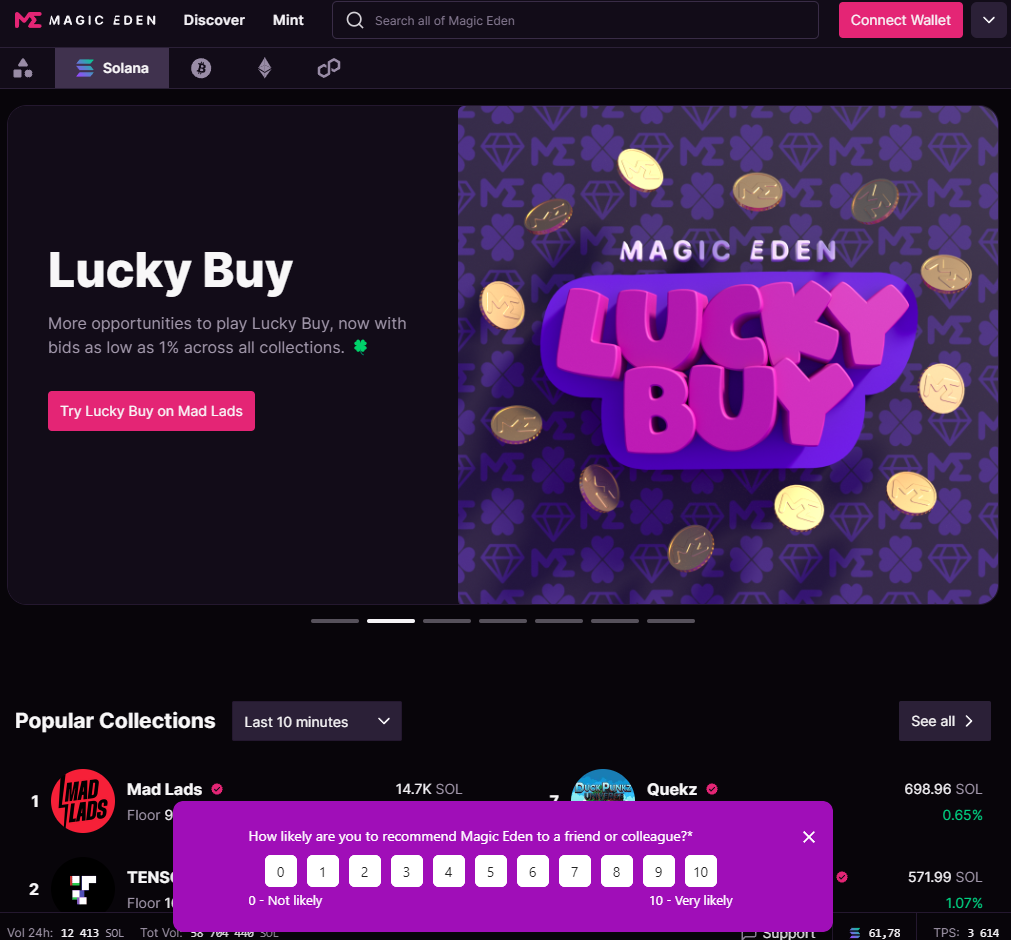 MAGIC EDEN
Discover
Mint
Search all of Magic Eden
Connect Wallet
Solana
Lucky Buy
More opportunities to play Lucky Buy, now with
bids as low as 1% across all collections.
Try Lucky Buy on Mad Lads
MAGIC EDEN
LUCKY
BUY
Popular Collections
Last 10 minutes
See all
1
MAD
LADS
Mad Lads
14.7K SOL
Floor 9
7
DUCK PUNKZ
UNIVERSE
Quekz
698.96 SOL
0.65%
2
TENSO
Floor 1
571.99 SOL
1.07%
How likely are you to recommend Magic Eden to a friend or colleague?*
0 1 2 3 4 5 6 7 8 9 10
0 - Not likely
10 - Very likely
Vol 24h: 12 413 SOL
Tot Vol: 58 704 440 SOL
Support
61,78
TPS: 3 614